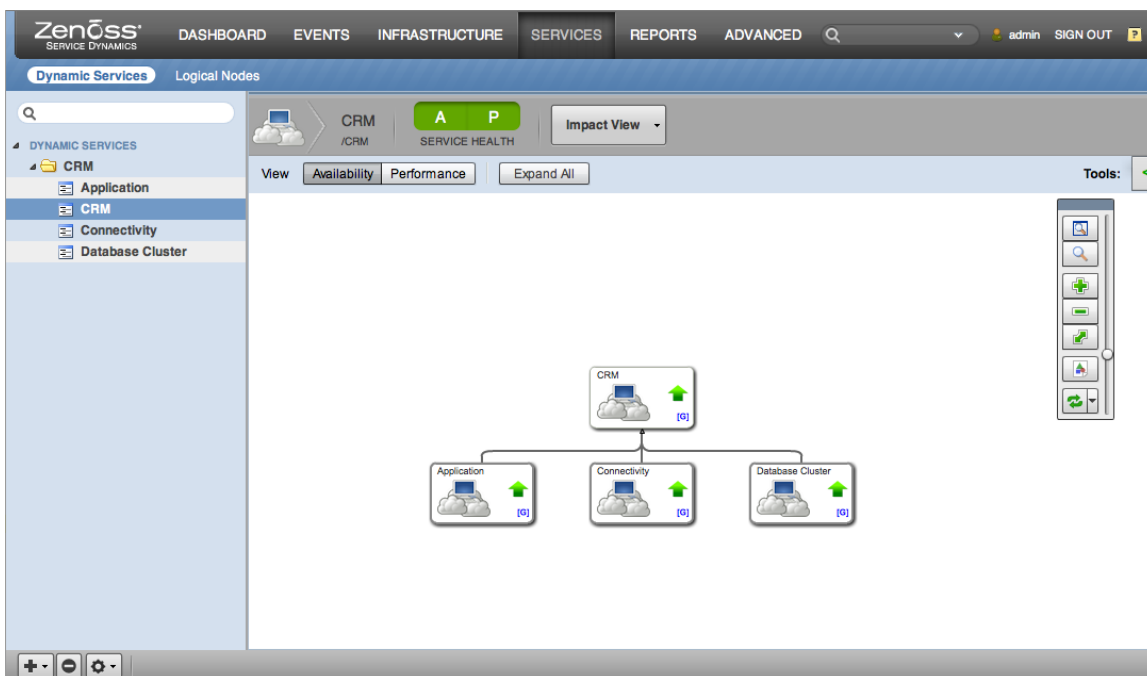 Zenōss
SERVICE DYNAMICS
DASHBOARD EVENTS INFRASTRUCTURE SERVICES REPORTS ADVANCED admin SIGN OUT ?
Dynamic Services Logical Nodes
CRM
/CRM
A P
SERVICE HEALTH
Impact View
DYNAMIC SERVICES
CRM
Application
CRM
Connectivity
Database Cluster
View Availability Performance Expand All Tools:
CRM
[G]
Application Connectivity Database Cluster
[G] [G] [G]